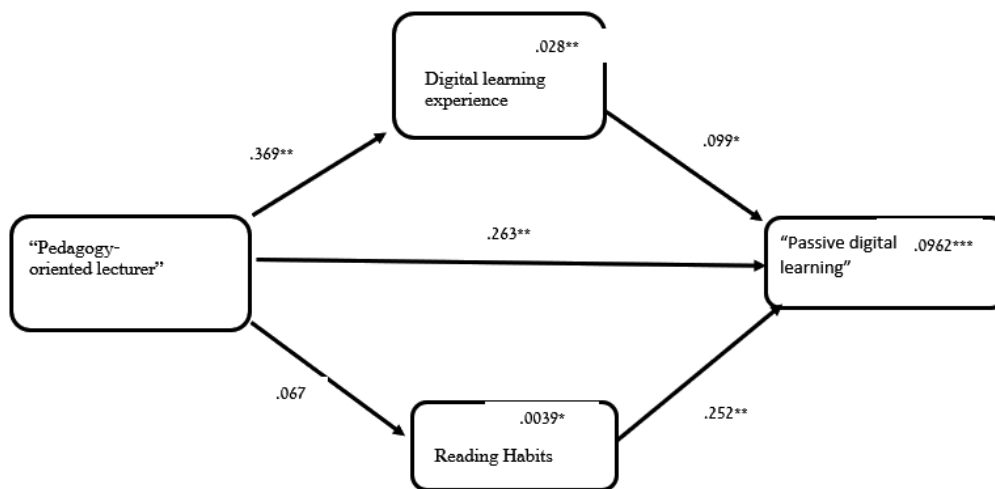 .028**
Digital learning
experience
.369**
.099*
"Pedagogy-
oriented lecturer"
.263**
"Passive digital
learning"
.0962***
.067
.0039*
Reading Habits
.252**